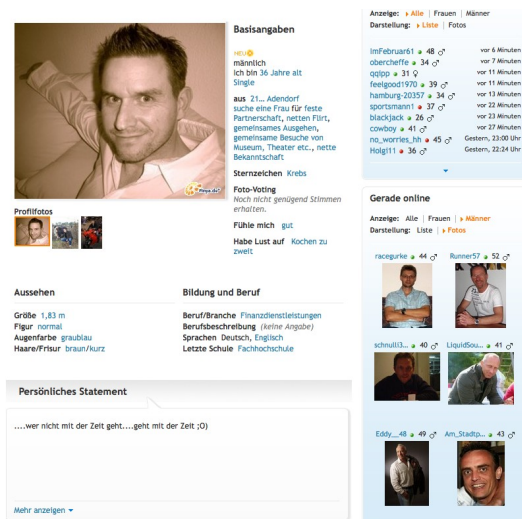 Basisangaben
NEU
männlich
ich bin 36 Jahre alt
Single
aus 21... Adendorf
suche eine Frau für feste
Partnerschaft, netten Flirt,
gemeinsames Ausgehen,
gemeinsame Besuche von
Museum, Theater etc., nette
Bekanntschaft
Sternzeichen Krebs
Foto-Voting
Noch nicht genügend Stimmen
erhalten.
Fühle mich gut
Habe Lust auf Kochen zu
zweit
Profilfotos
Aussehen
Größe 1,83 m
Figur normal
Augenfarbe graublau
Haare/Frisur braun/kurz
Bildung und Beruf
Beruf/Branche Finanzdienstleistungen
Berufsbeschreibung (keine Angabe)
Sprachen Deutsch, Englisch
Letzte Schule Fachhochschule
Persönliches Statement
....wer nicht mit der Zeit geht....geht mit der Zeit ;O)
Mehr anzeigen
Anzeige: Alle | Frauen | Männer
Darstellung: Liste | Fotos
imFebruar61 48 ♂ vor 6 Minuten
obercheffe 34 ♂ vor 7 Minuten
qqipp 31 ♀ vor 11 Minuten
feelgood1970 39 ♂ vor 11 Minuten
hamburg-20357 34 ♂ vor 13 Minuten
sportsmann1 37 ♂ vor 22 Minuten
blackjack 26 ♂ vor 23 Minuten
cowboy 41 ♂ vor 27 Minuten
no_worries_hh 45 ♂ Gestern, 23:00 Uhr
Holgi11 36 ♂ Gestern, 22:24 Uhr
Gerade online
Anzeige: Alle | Frauen | Männer
Darstellung: Liste | Fotos
racegurke 44 ♂ Runner57 52 ♂
schnulli3... 40 ♂ LiquidSou... 41 ♂
Eddy__48 49 ♂ Am_Stadtp... 43 ♂